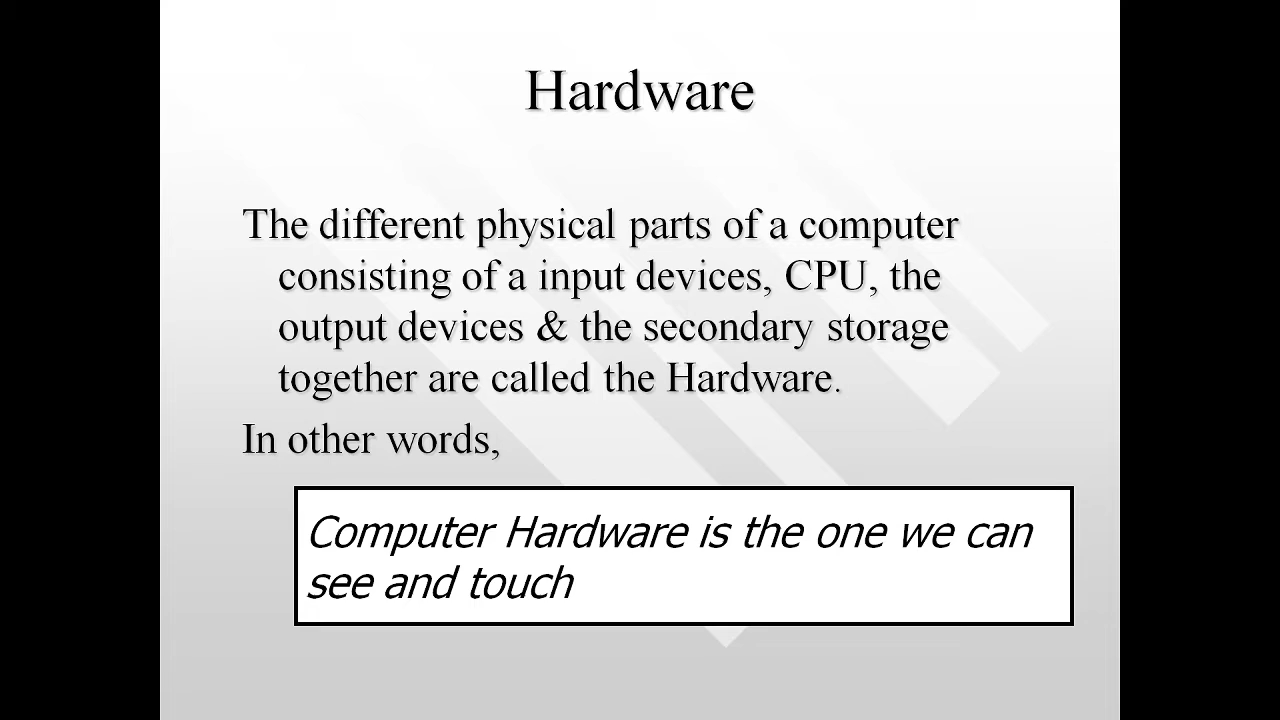 Hardware
The different physical parts of a computer
consisting of a input devices, CPU, the
output devices & the secondary storage
together are called the Hardware.
In other words,
Computer Hardware is the one we can
see and touch